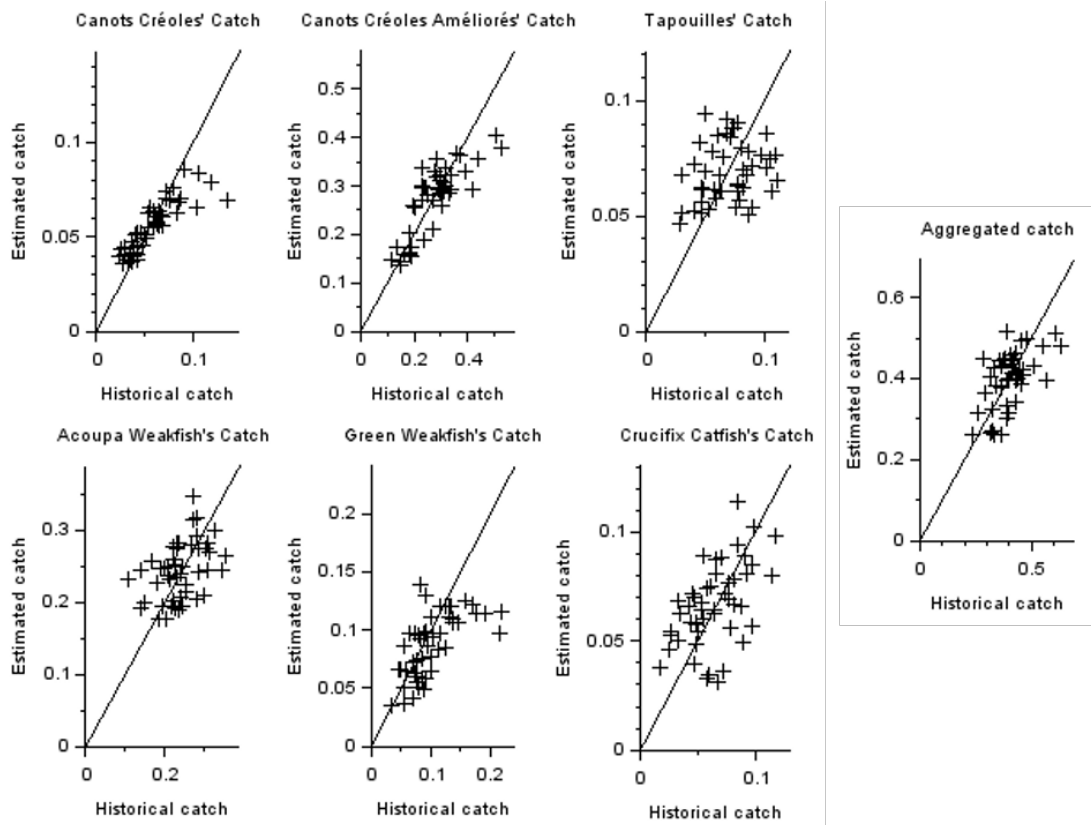 Canots Créoles' Catch
Estimated catch
0.1
0.05
0
0
0.1
Historical catch
Canots Créoles Améliorés' Catch
Estimated catch
0.5
0.4
0.3
0.2
0.1
0
0
0.2
0.4
Historical catch
Tapouilles' Catch
Estimated catch
0.1
0.05
0
0
0.1
Historical catch
Acoupa Weakfish's Catch
Estimated catch
0.3
0.2
0.1
0
0
0.2
Historical catch
Green Weakfish's Catch
Estimated catch
0.2
0.15
0.1
0.05
0
0
0.1
0.2
Historical catch
Crucifix Catfish's Catch
Estimated catch
0.1
0.05
0
0
0.1
Historical catch
Aggregated catch
Estimated catch
0.6
0.4
0.2
0
0
0.5
Historical catch